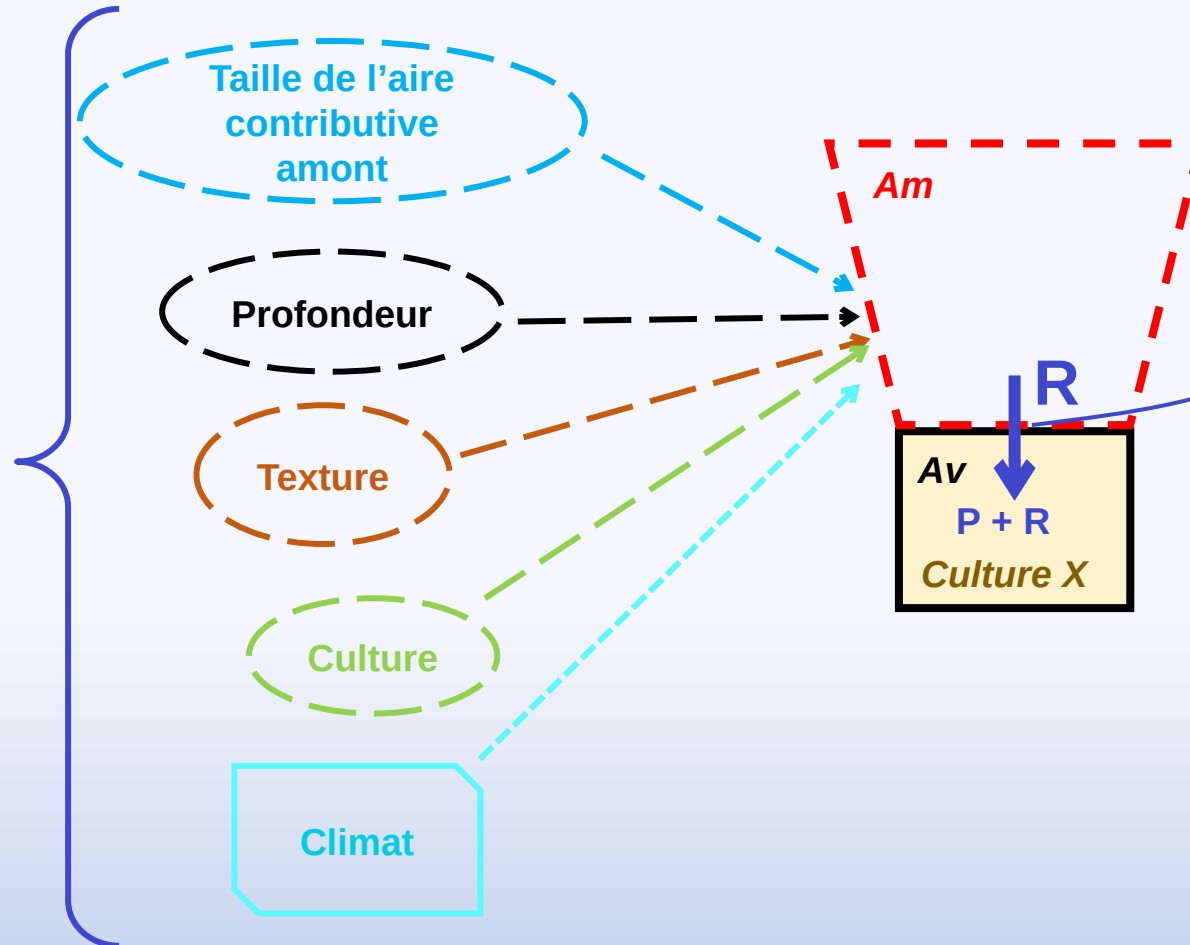 Taille de l’aire
contributive
amont
Profondeur
Texture
Culture
Climat
Am
R
Av
P + R
Culture X